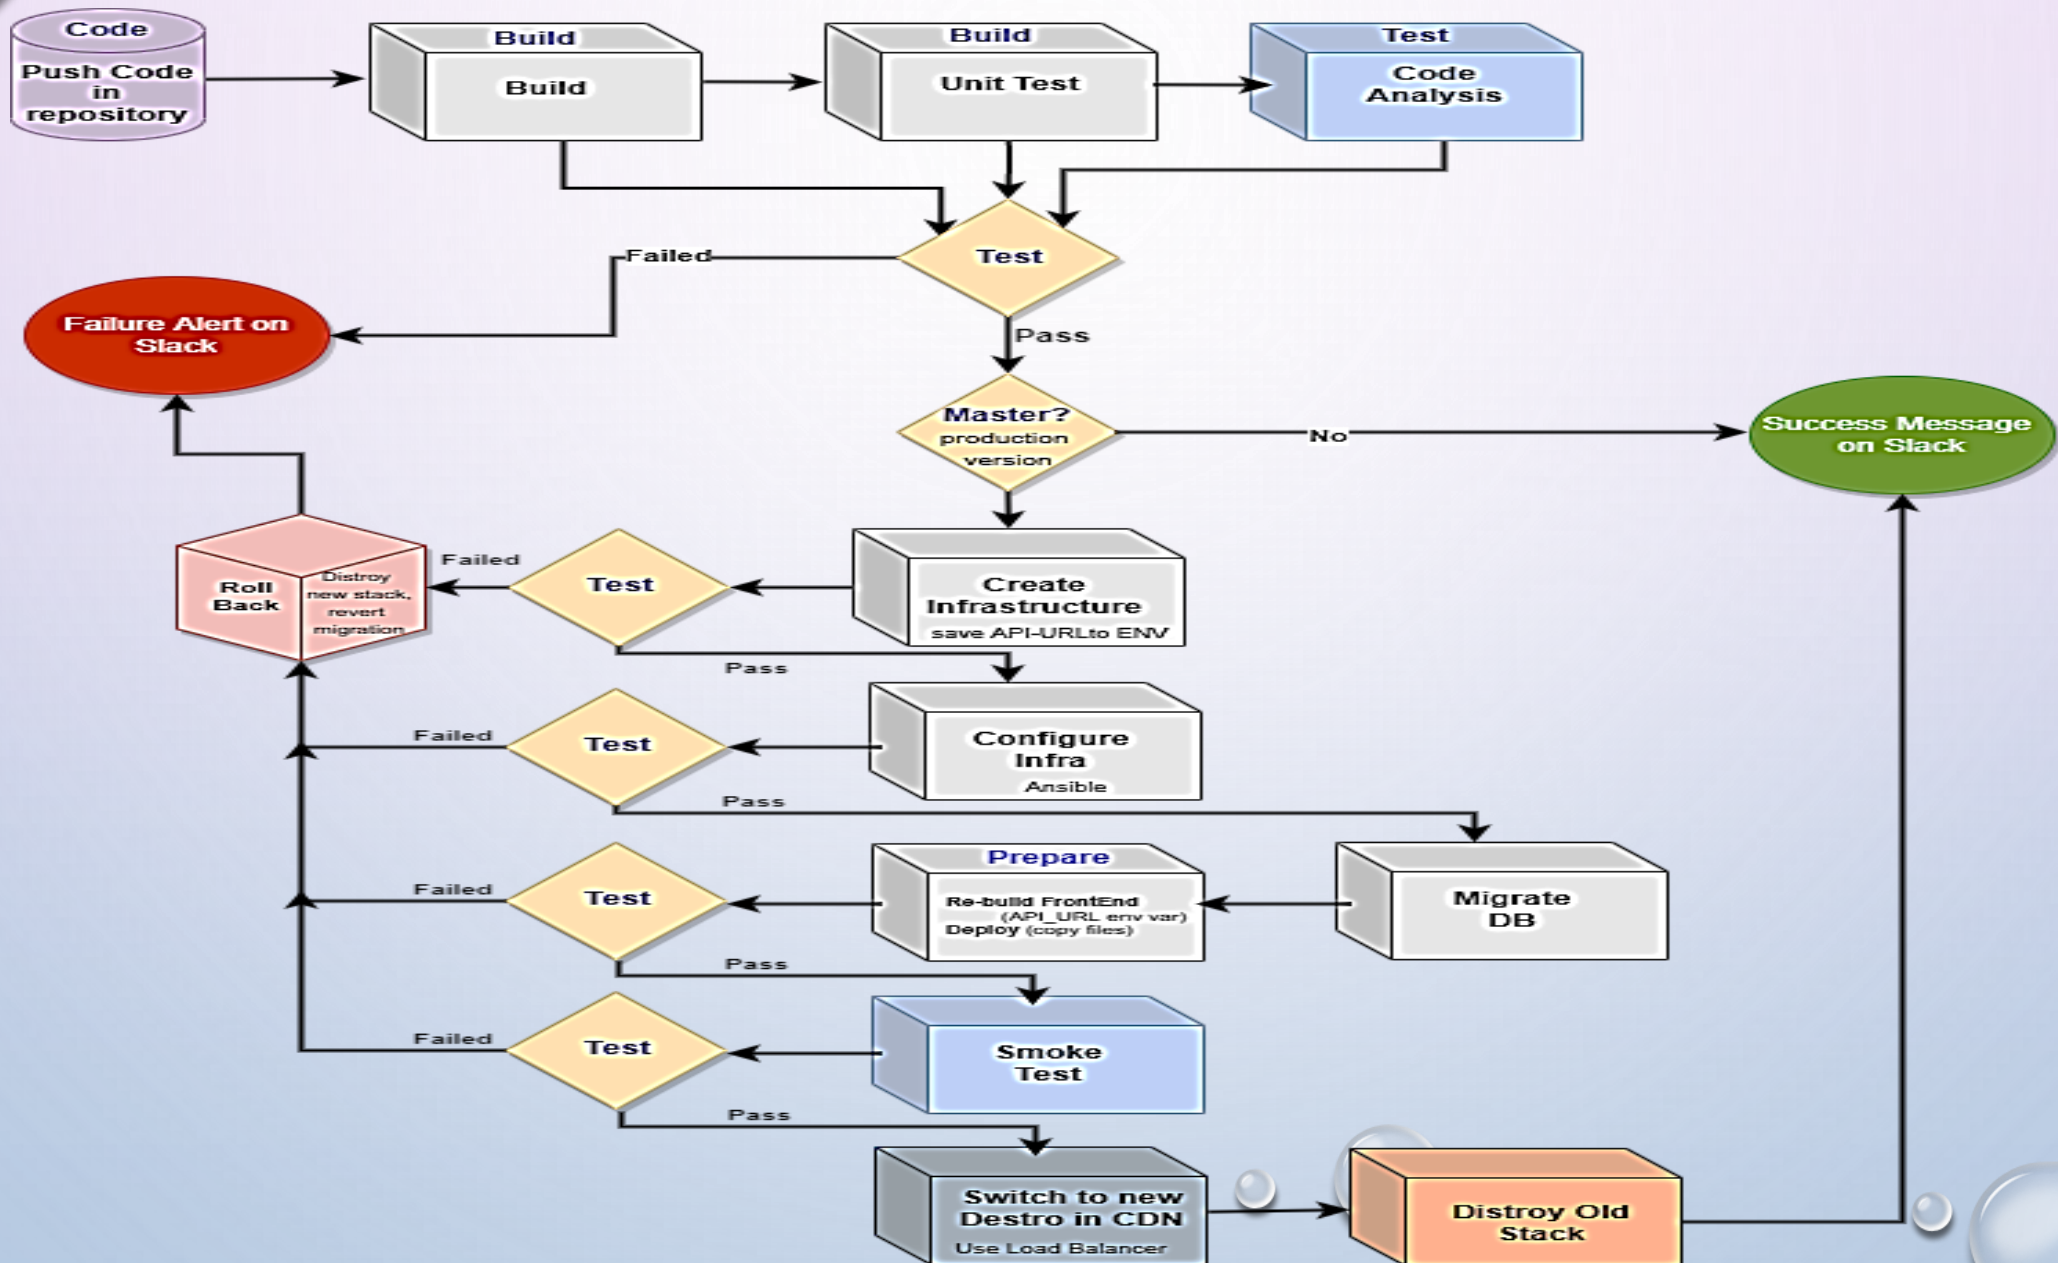 Code
Push Code
in
repository
Build
Build
Build
Unit Test
Test
Code
Analysis
Test
Failed
Pass
Failure Alert on
Slack
Master?
production
version
No
Success Message
on Slack
Roll
Back
Distroy
new stack,
revert
migration
Failed
Test
Create
Infrastructure
save API-URLto ENV
Pass
Failed
Test
Configure
Infra
Ansible
Pass
Failed
Test
Prepare
Re-build FrontEnd
(API_URL env var)
Deploy (copy files)
Migrate
DB
Pass
Failed
Test
Smoke
Test
Pass
Switch to new
Destro in CDN
Use Load Balancer
Distroy Old
Stack